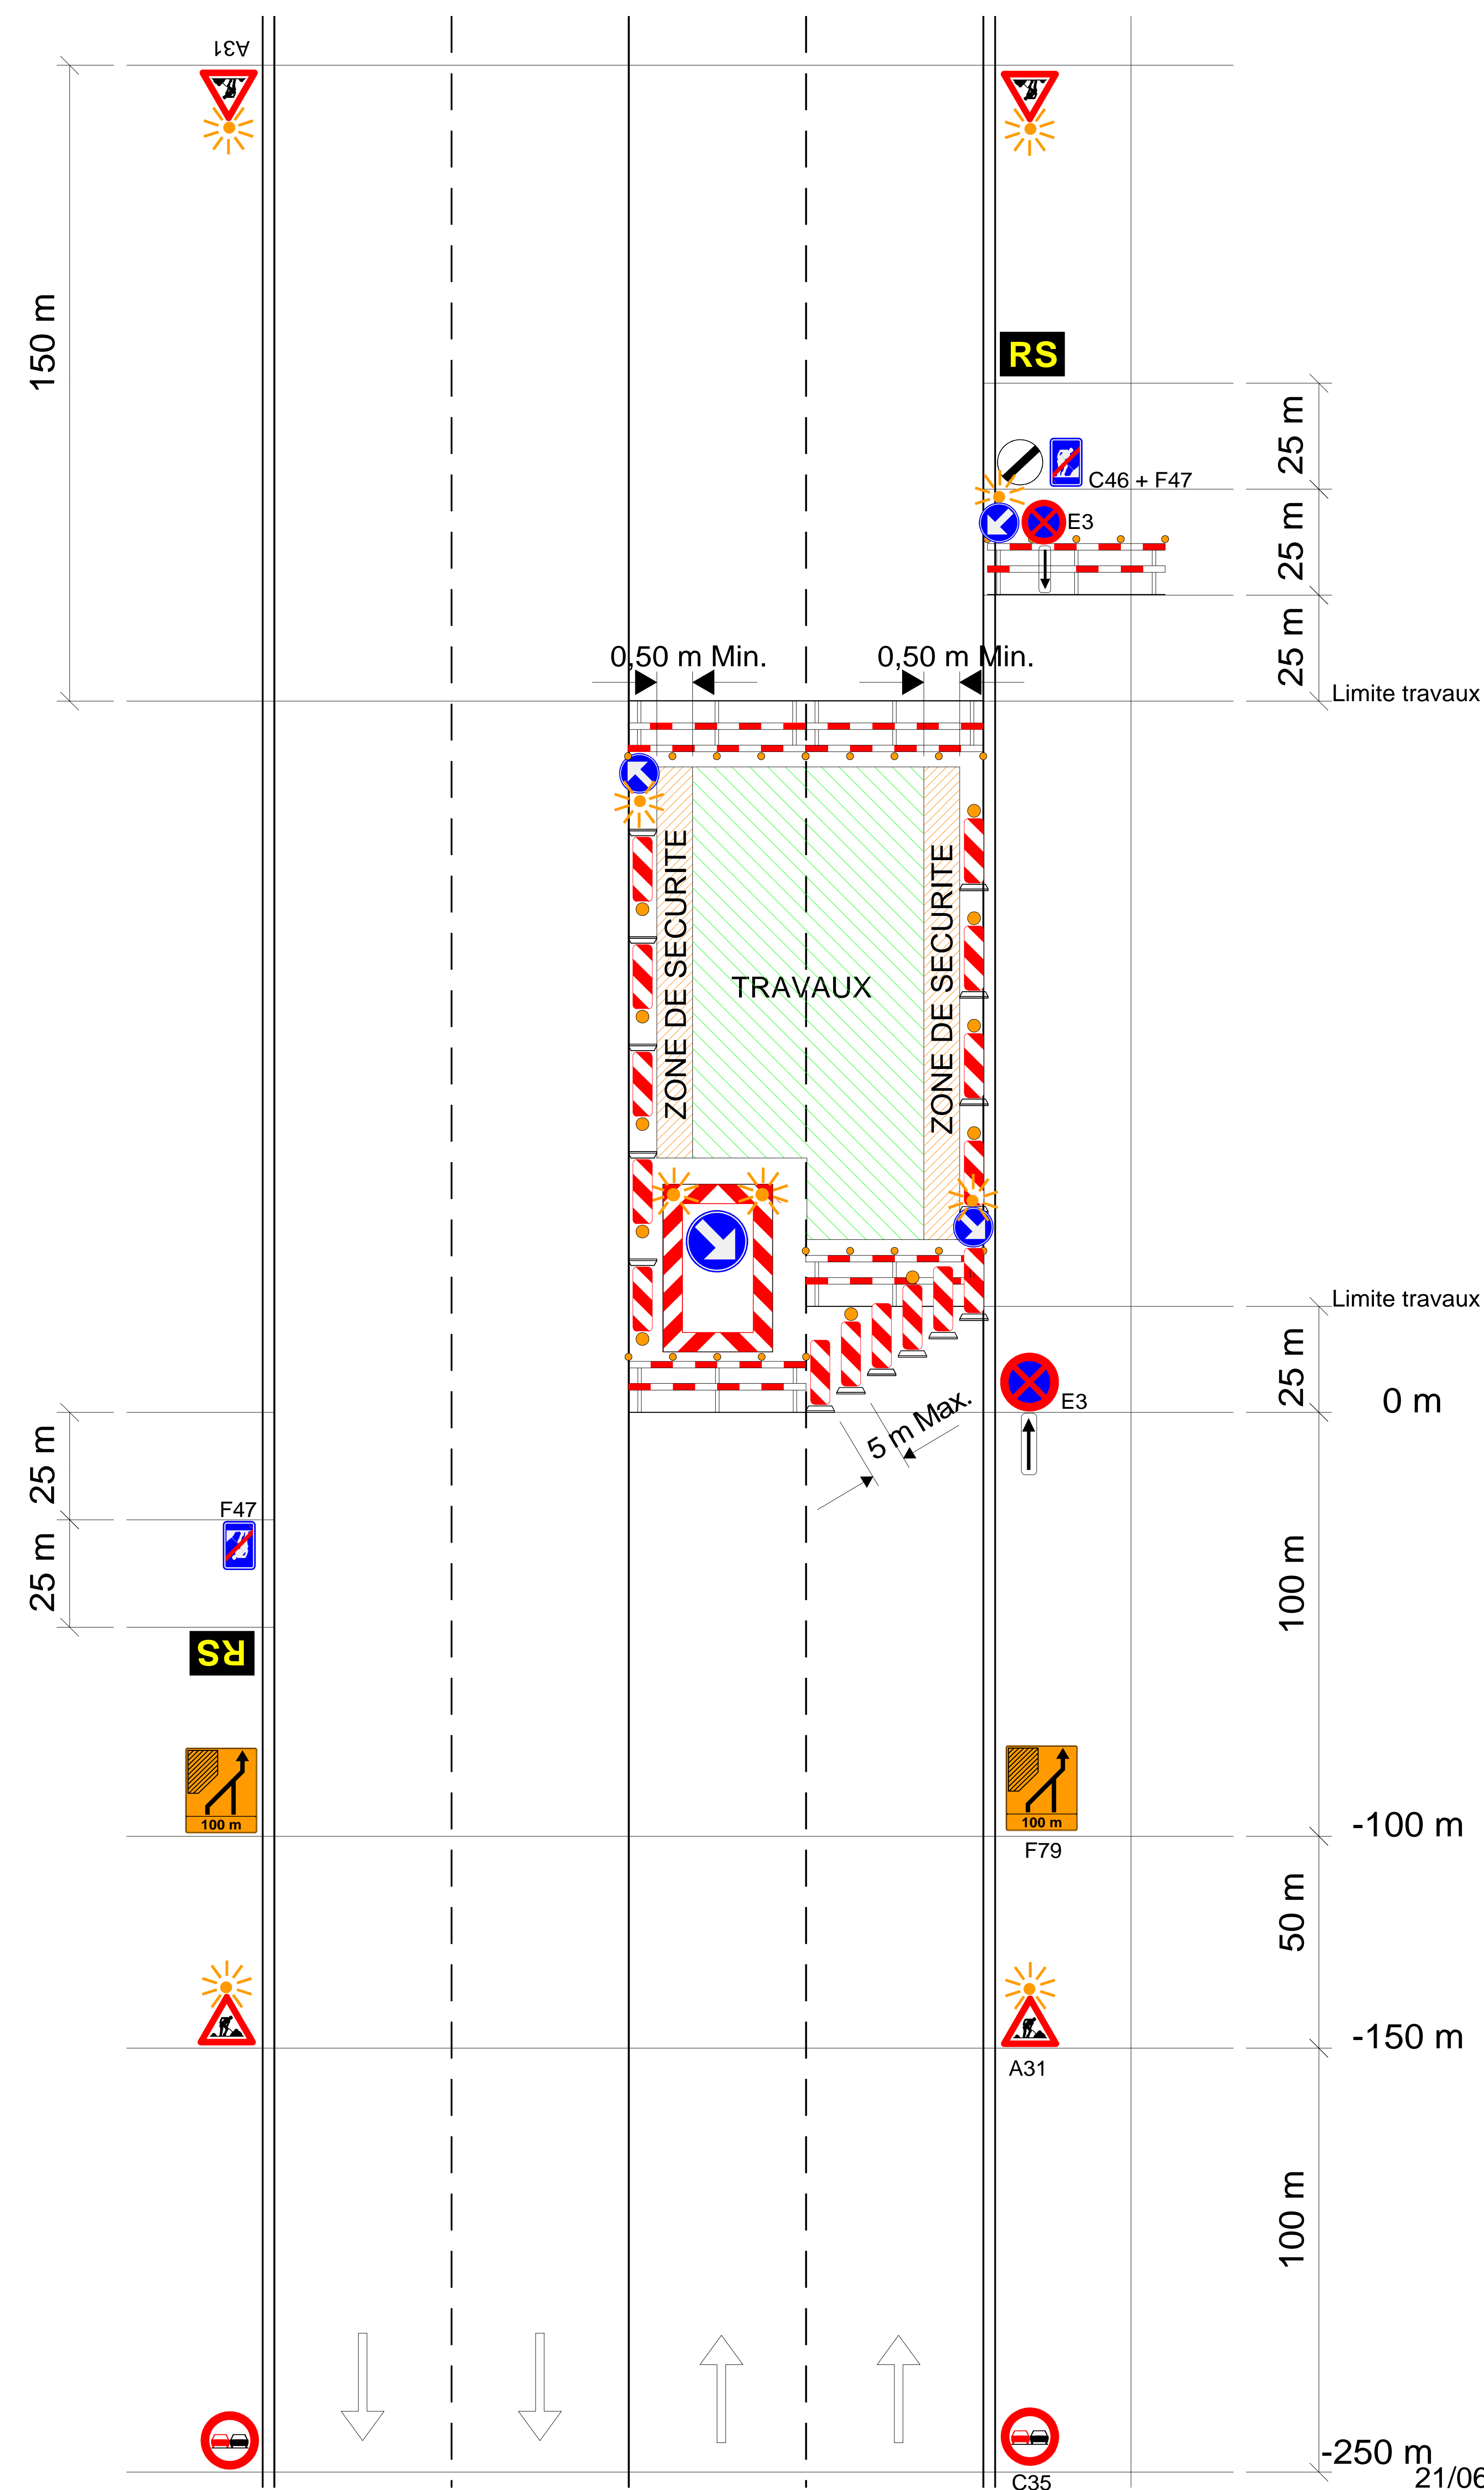 A31
150 m
RS
25 m
C46 + F47
E3
25 m
0,50 m Min.
0,50 m Min.
25 m
Limite travaux
ZONE DE SECURITE
TRAVAUX
ZONE DE SECURITE
Limite travaux
25 m
E3
0 m
5 m Max.
25 m
F47
25 m
100 m
RS
100 m
100 m
-100 m
F79
50 m
-150 m
A31
100 m
-250 m
C35
21/06